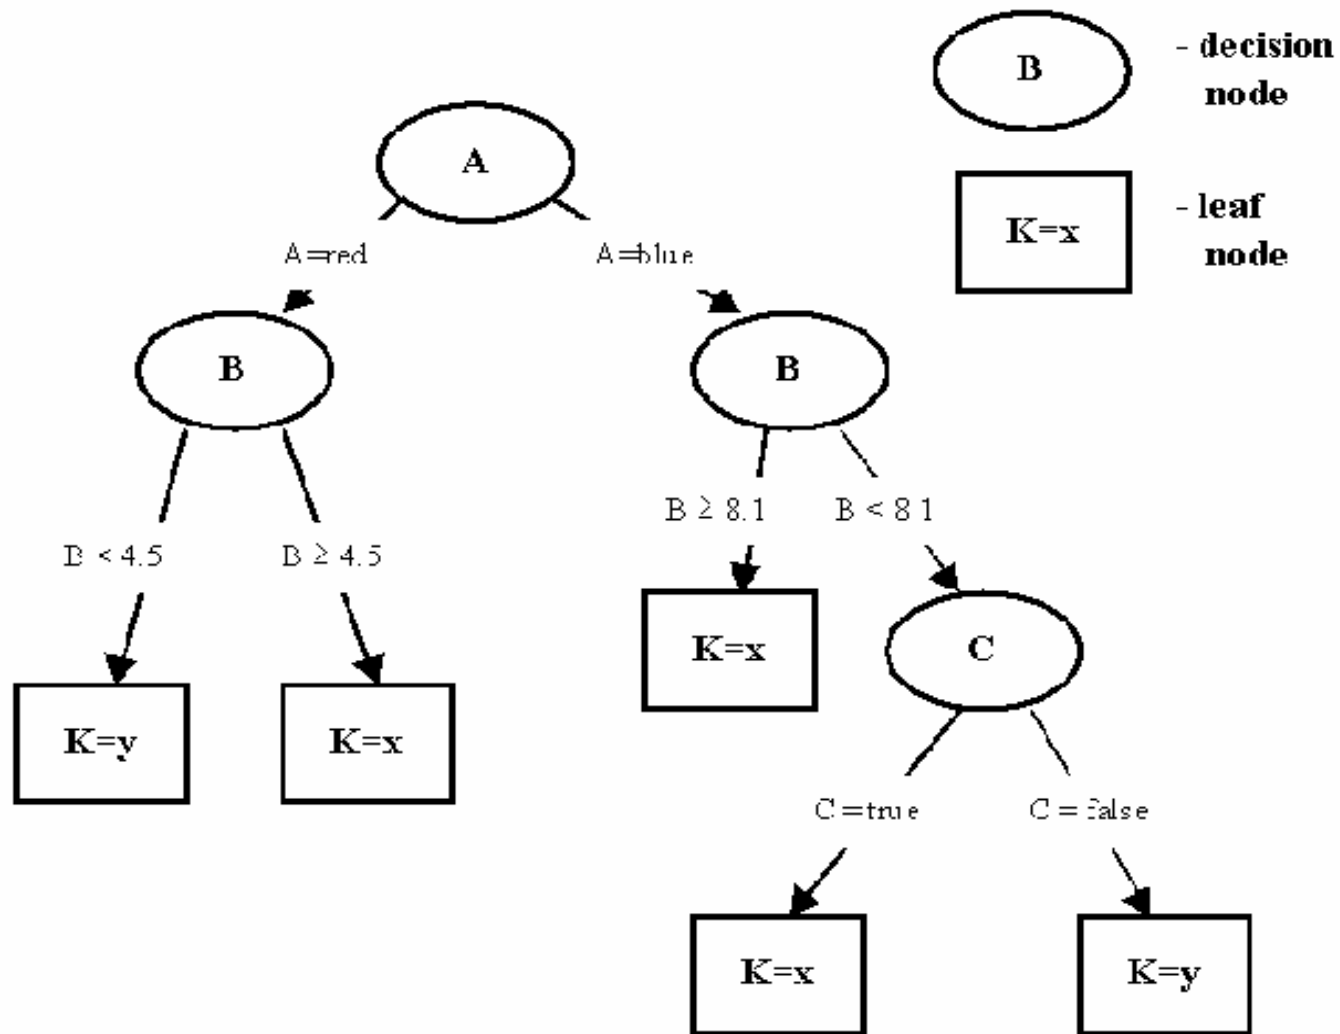 B
- decision
node
A
K=x
- leaf
node
A=red
A=blue
B
B
B ≥ 8.1
B < 8 1
B < 4.5
B ≥ 4.5
K=x
C
K=y
K=x
C=true
C=false
K=x
K=y